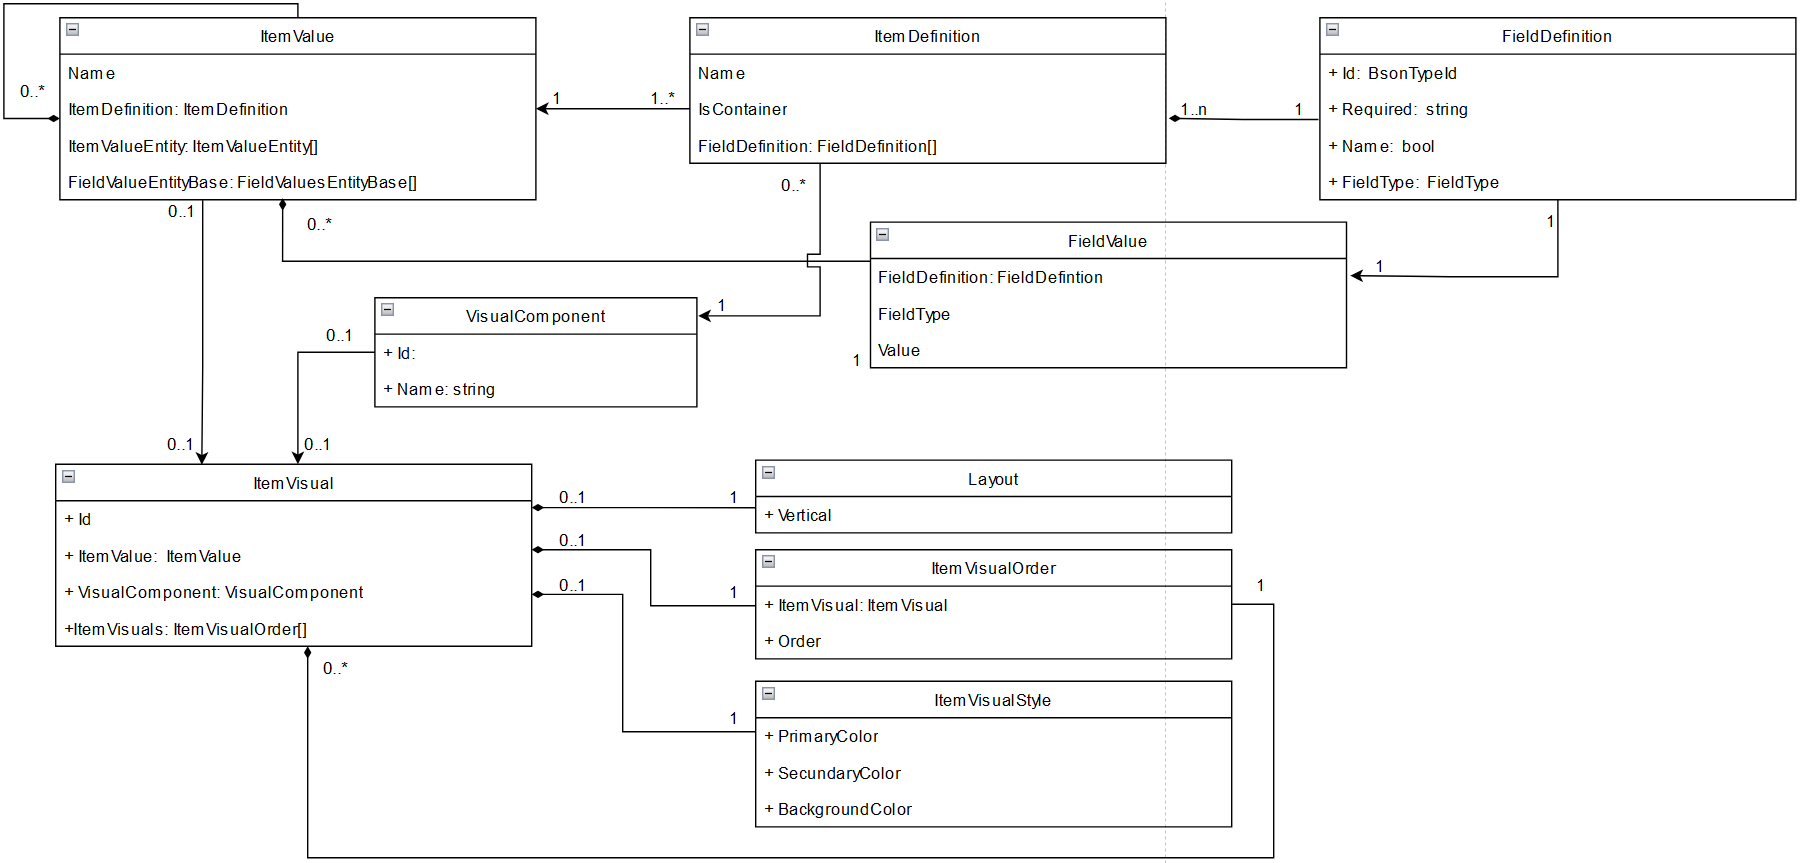 ItemValue
Name
ItemDefinition: ItemDefinition
ItemValueEntity: ItemValueEntity[]
FieldValueEntityBase: FieldValuesEntityBase[]
0..*
1
1..*
ItemDefinition
Name
IsContainer
FieldDefinition: FieldDefinition[]
1..n
1
FieldDefinition
+ Id: BsonTypeId
+ Required: string
+ Name: bool
+ FieldType: FieldType
0..1
0..*
0..*
1
1
FieldValue
FieldDefinition: FieldDefintion
FieldType
Value
1
1
VisualComponent
+ Id:
+ Name: string
0..1
0..1
0..1
ItemVisual
+ Id
+ ItemValue: ItemValue
+ VisualComponent: VisualComponent
+ItemVisuals: ItemVisualOrder[]
0..1
1
0..1
1
0..1
1
0..*
Layout
+ Vertical
ItemVisualOrder
+ ItemVisual: ItemVisual
+ Order
1
ItemVisualStyle
+ PrimaryColor
+ SecundaryColor
+ BackgroundColor